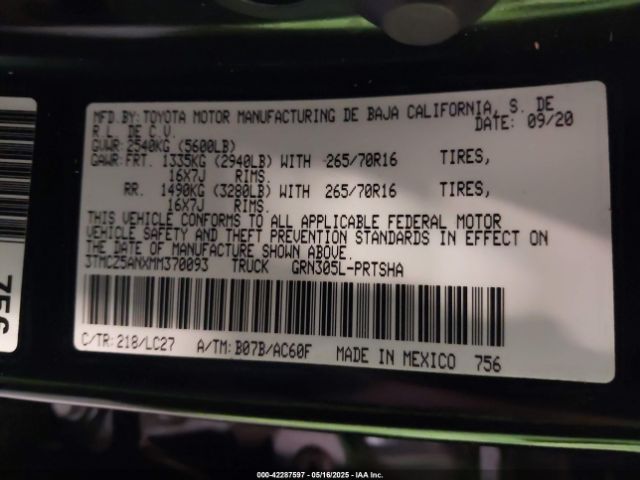 MFD.BY:TOYOTA MOTOR MANUFACTURING DE BAJA CALIFORNIA, S. DE
R.L. DE C.V. DATE: 09/20
GVWR:2540KG (5600LB)
GAWR:FRT. 1335KG (2940LB) WITH 265/70R16 TIRES,
16X7J RIMS.
RR. 1490KG (3280LB) WITH 265/70R16 TIRES,
16X7J RIMS.
THIS VEHICLE CONFORMS TO ALL APPLICABLE FEDERAL MOTOR
VEHICLE SAFETY AND THEFT PREVENTION STANDARDS IN EFFECT ON
THE DATE OF MANUFACTURE SHOWN ABOVE.
3TMCZ5ANXMM370093 TRUCK GRN305L-PRTSHA
C/TR:218/LC27 A/TM:B07B/AC60F MADE IN MEXICO 756
756
000-42287597 - 05/16/2025 - IAA Inc.